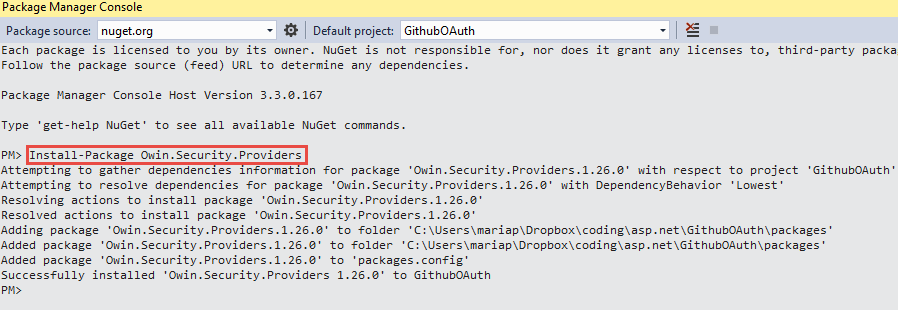 Package Manager Console
Package source: nuget.org Default project: GithubOAuth
Each package is licensed to you by its owner. NuGet is not responsible for, nor does it grant any licenses to, third-party packa
Follow the package source (feed) URL to determine any dependencies.
Package Manager Console Host Version 3.3.0.167
Type 'get-help NuGet' to see all available NuGet commands.
PM> Install-Package Owin.Security.Providers
Attempting to gather dependencies information for package 'Owin.Security.Providers.1.26.0' with respect to project 'GithubOAuth'
Attempting to resolve dependencies for package 'Owin.Security.Providers.1.26.0' with DependencyBehavior 'Lowest'
Resolving actions to install package 'Owin.Security.Providers.1.26.0'
Resolved actions to install package 'Owin.Security.Providers.1.26.0'
Adding package 'Owin.Security.Providers.1.26.0' to folder 'C:\Users\mariap\Dropbox\coding\asp.net\GithubOAuth\packages'
Added package 'Owin.Security.Providers.1.26.0' to folder 'C:\Users\mariap\Dropbox\coding\asp.net\GithubOAuth\packages'
Added package 'Owin.Security.Providers.1.26.0' to 'packages.config'
Successfully installed 'Owin.Security.Providers 1.26.0' to GithubOAuth
PM>